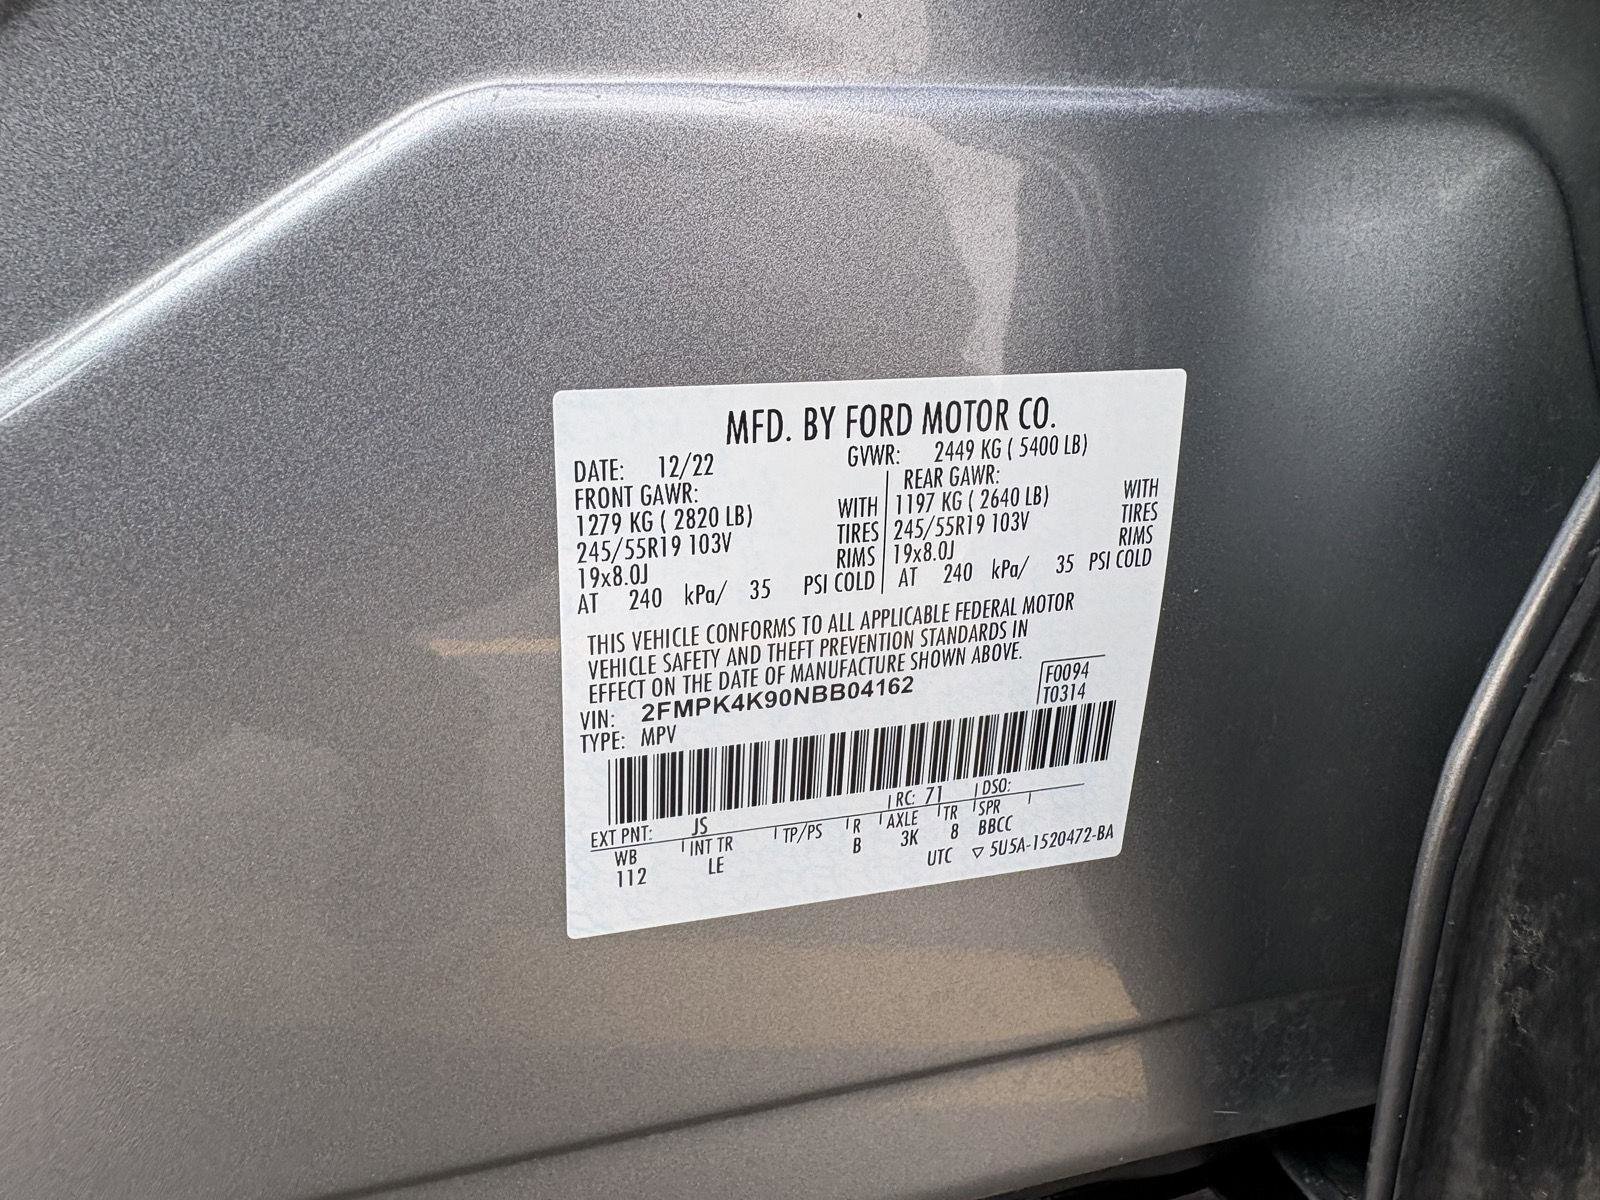 MFD. BY FORD MOTOR CO.
DATE: 12/22 GVWR: 2449 KG ( 5400 LB)
FRONT GAWR: REAR GAWR:
1279 KG ( 2820 LB) WITH 1197 KG ( 2640 LB) WITH
245/55R19 103V TIRES 245/55R19 103V TIRES
19x8.0J RIMS 19x8.0J RIMS
AT 240 kPa/ 35 PSI COLD AT 240 kPa/ 35 PSI COLD
THIS VEHICLE CONFORMS TO ALL APPLICABLE FEDERAL MOTOR
VEHICLE SAFETY AND THEFT PREVENTION STANDARDS IN
EFFECT ON THE DATE OF MANUFACTURE SHOWN ABOVE.
VIN: 2FMPK4K90NBB04162 F0094
TYPE: MPV T0314
EXT PNT: JS RC: 71 DSO:
WB INT TR TP/PS R AXLE TR SPR
112 LE B 3K 8 BBCC
UTC ▽ 5U5A-1520472-BA